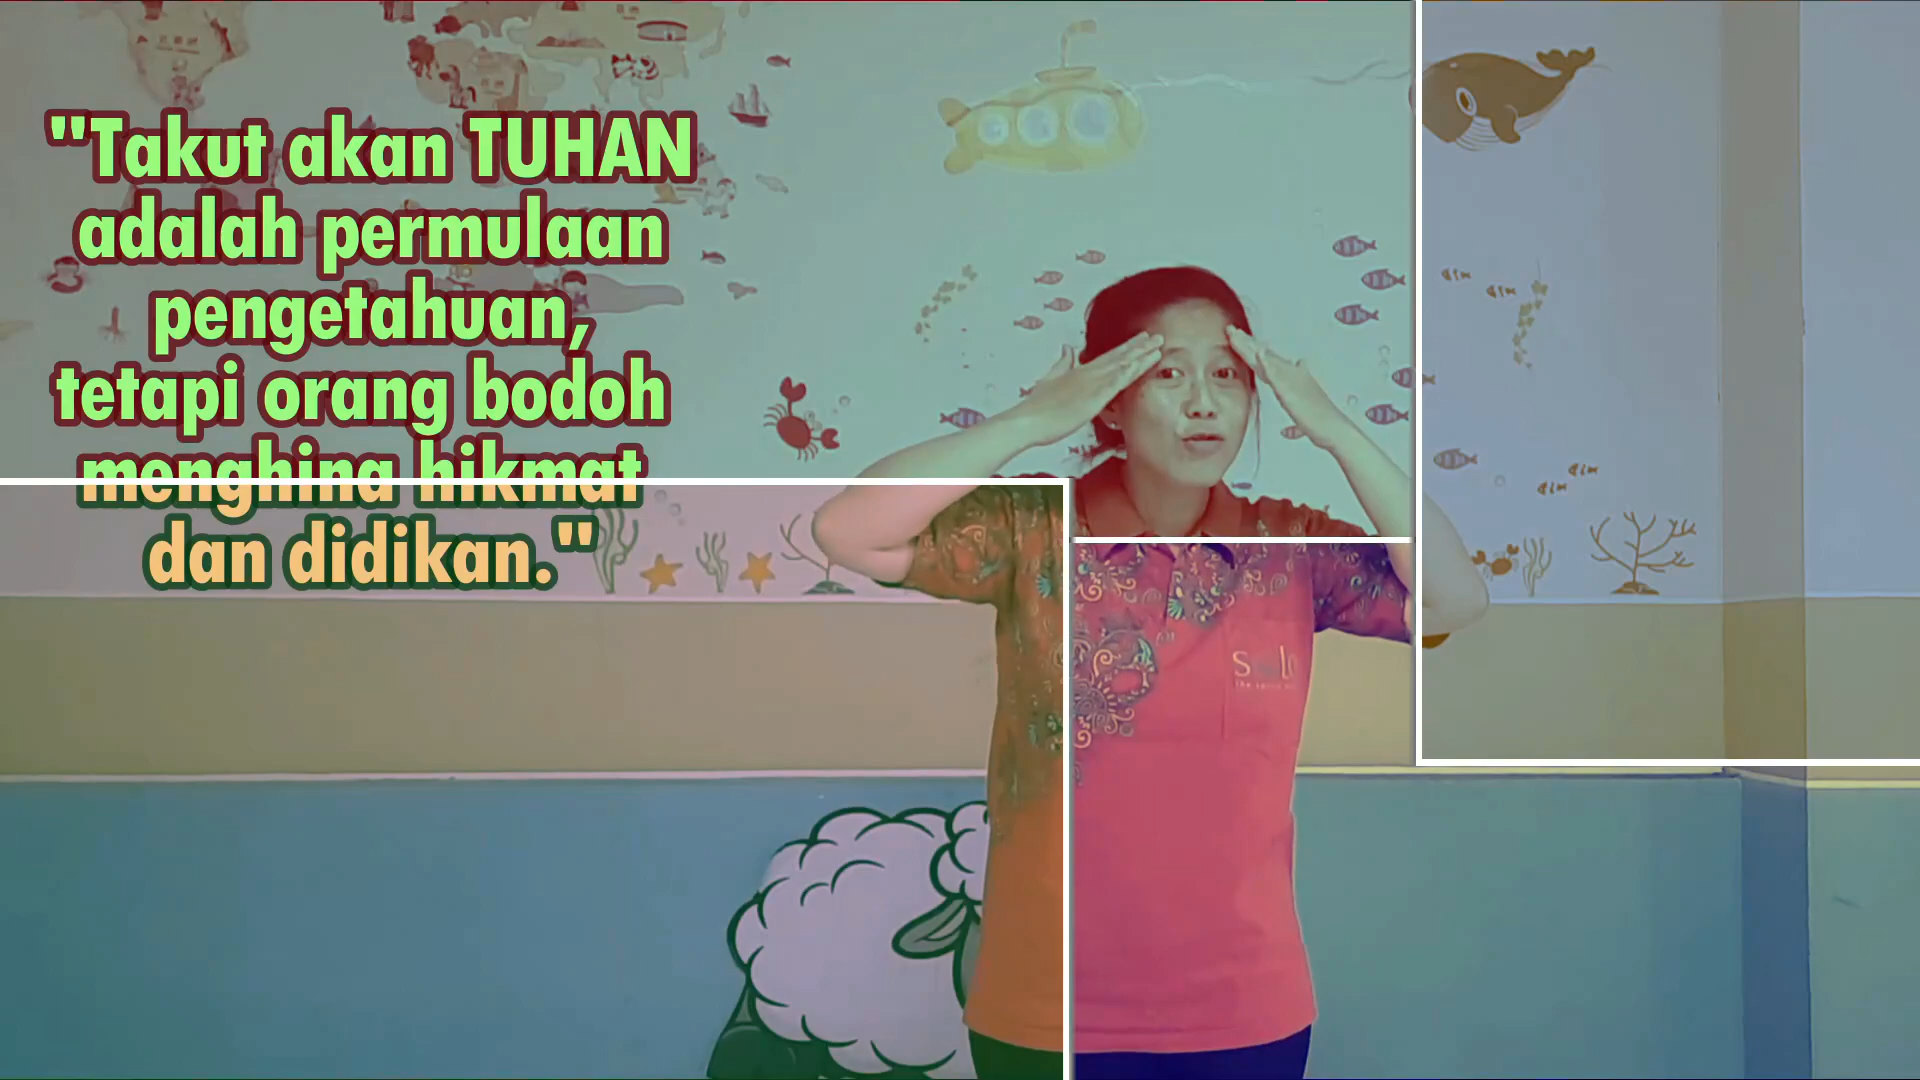 "Takut akan TUHAN
adalah permulaan
pengetahuan,
tetapi orang bodoh
menghina hikmat
dan didikan."